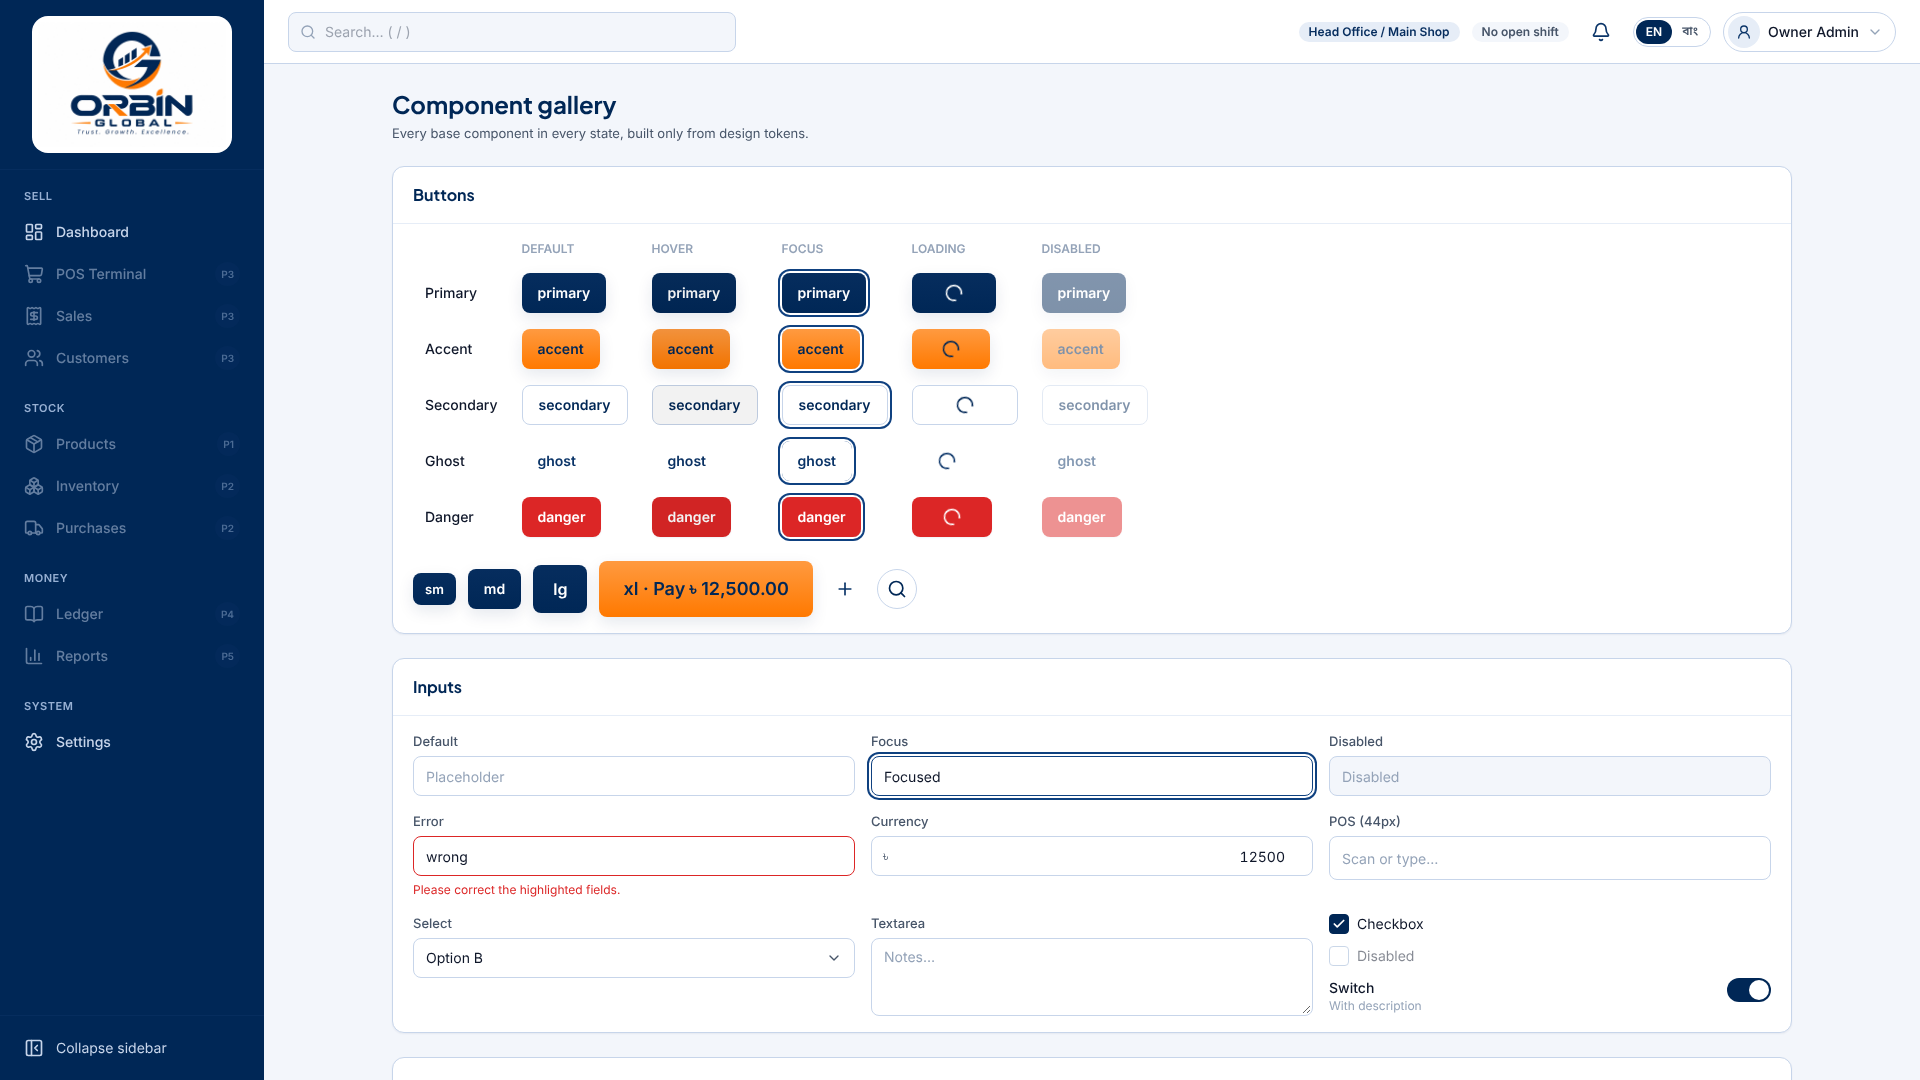 ORBIN
GLOBAL
Trust. Growth. Excellence.
Search... ( / )
Head Office / Main Shop
No open shift
EN
বাং
Owner Admin
SELL
Dashboard
POS Terminal P3
Sales P3
Customers P3
STOCK
Products P1
Inventory P2
Purchases P2
MONEY
Ledger P4
Reports P5
SYSTEM
Settings
Collapse sidebar
Component gallery
Every base component in every state, built only from design tokens.
Buttons
DEFAULT HOVER FOCUS LOADING DISABLED
Primary primary primary primary primary
Accent accent accent accent accent
Secondary secondary secondary secondary secondary
Ghost ghost ghost ghost ghost
Danger danger danger danger danger
sm md lg xl · Pay ৳ 12,500.00
Inputs
Default Focus Disabled
Placeholder Focused Disabled
Error Currency POS (44px)
wrong ৳ 12500 Scan or type...
Please correct the highlighted fields.
Select Textarea Checkbox
Option B Notes... Disabled
Switch
With description